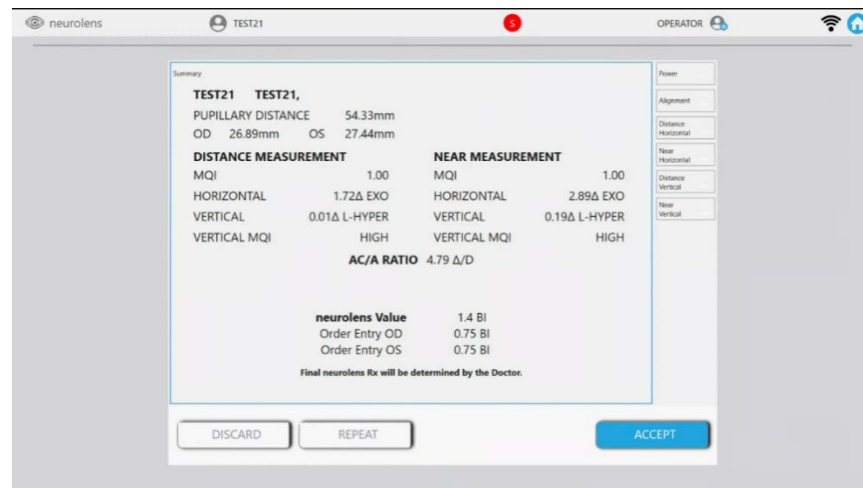 neurolens TEST21 S OPERATOR
Summary
TEST21 TEST21,
PUPILLARY DISTANCE 54.33mm
OD 26.89mm OS 27.44mm
DISTANCE MEASUREMENT NEAR MEASUREMENT
MQI 1.00 MQI 1.00
HORIZONTAL 1.72Δ EXO HORIZONTAL 2.89Δ EXO
VERTICAL 0.01Δ L-HYPER VERTICAL 0.19Δ L-HYPER
VERTICAL MQI HIGH VERTICAL MQI HIGH
AC/A RATIO 4.79 Δ/D
neurolens Value 1.4 BI
Order Entry OD 0.75 BI
Order Entry OS 0.75 BI
Final neurolens Rx will be determined by the Doctor.
Power
Alignment
Distance
Horizontal
Near
Horizontal
Distance
Vertical
Near
Vertical
DISCARD REPEAT ACCEPT